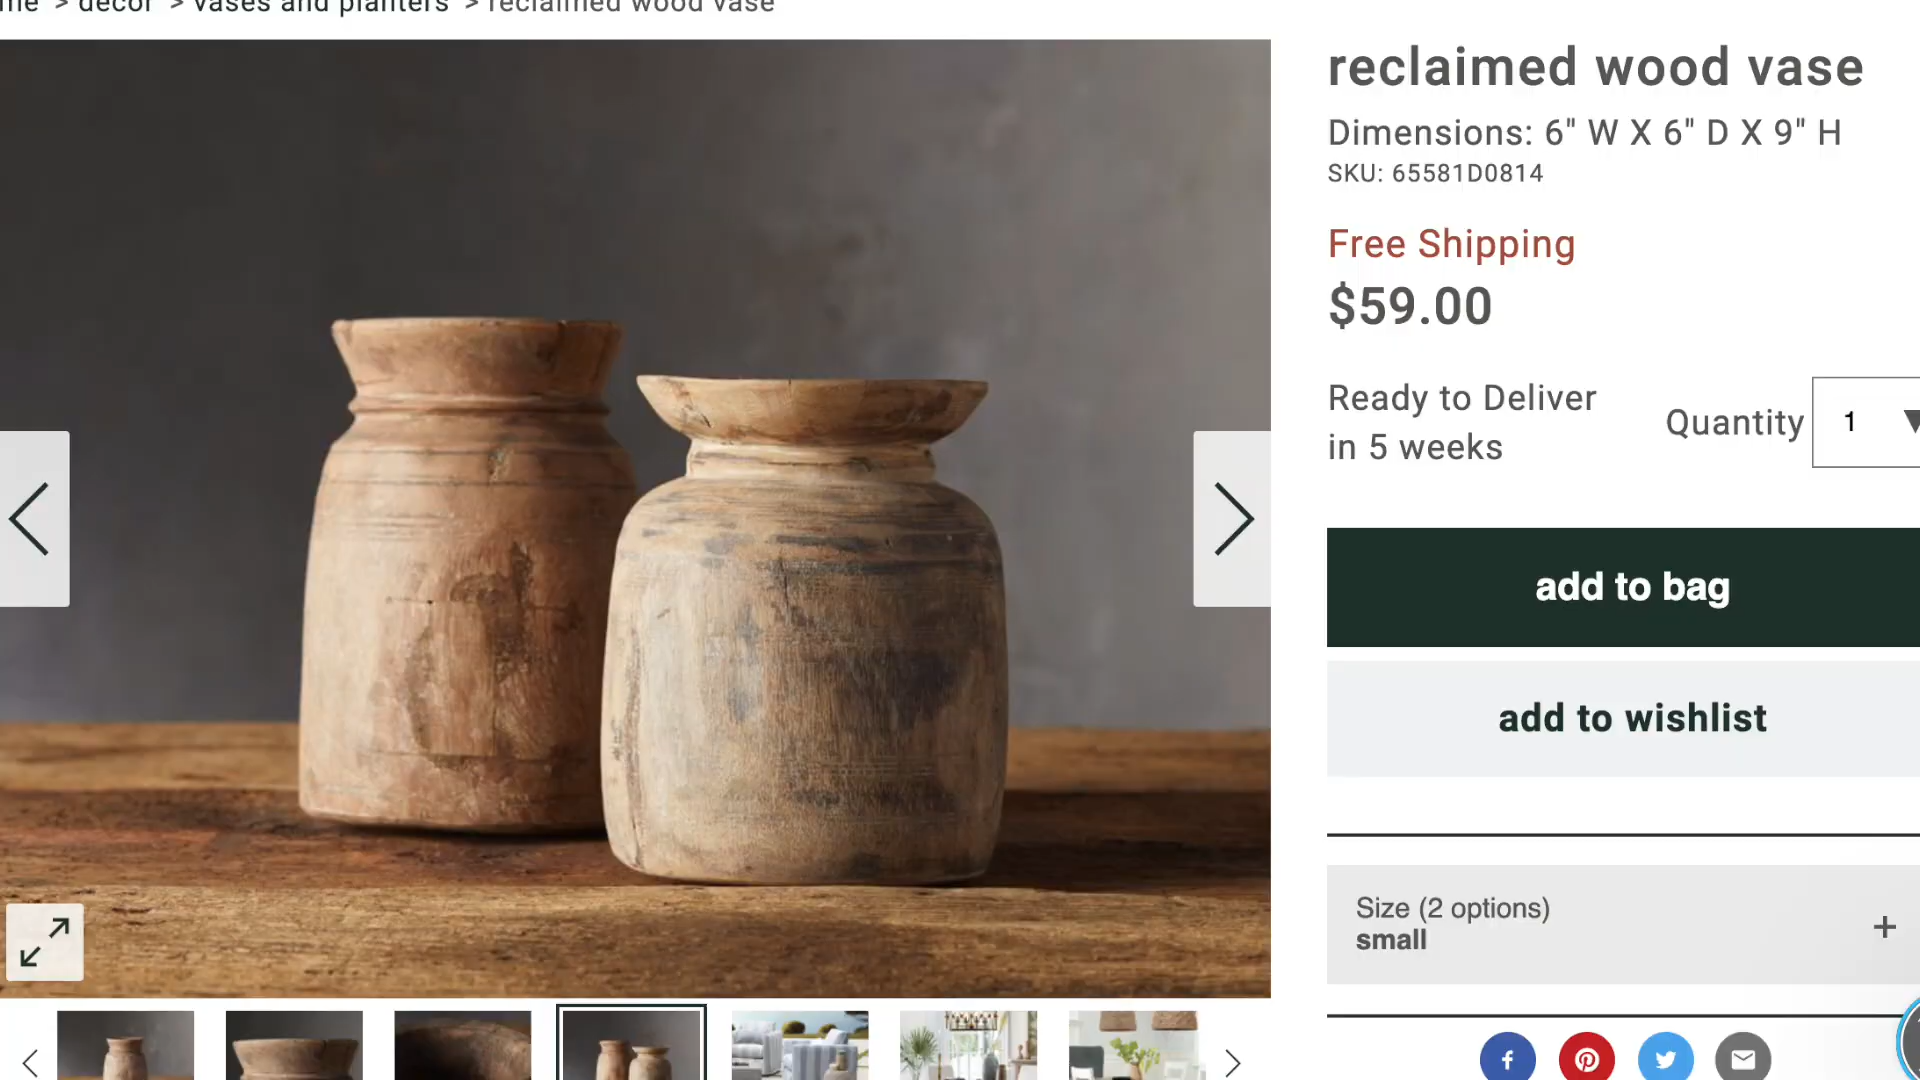 > decor > vases and planters > reclaimed wood vase
reclaimed wood vase
Dimensions: 6" W X 6" D X 9" H
SKU: 65581D0814
Free Shipping
$59.00
Ready to Deliver
in 5 weeks
Quantity
1
add to bag
add to wishlist
Size (2 options)
small